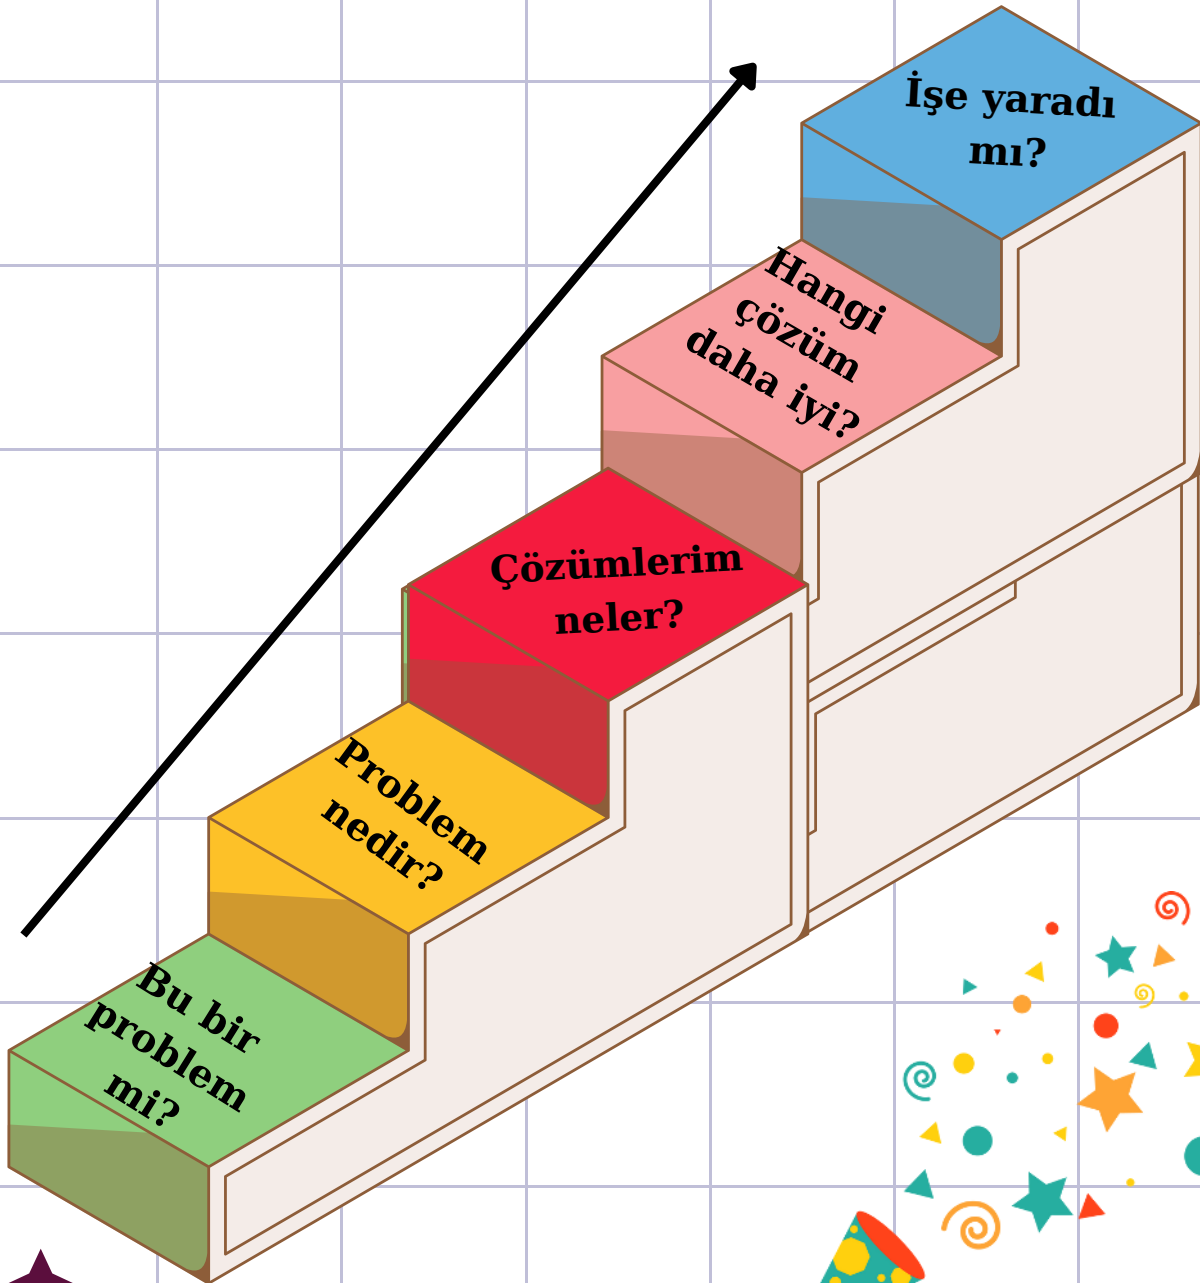 İşe yaradı
mı?
Hangi
çözüm
daha iyi?
Çözümlerim
neler?
Problem
nedir?
Bu bir
problem
mi?